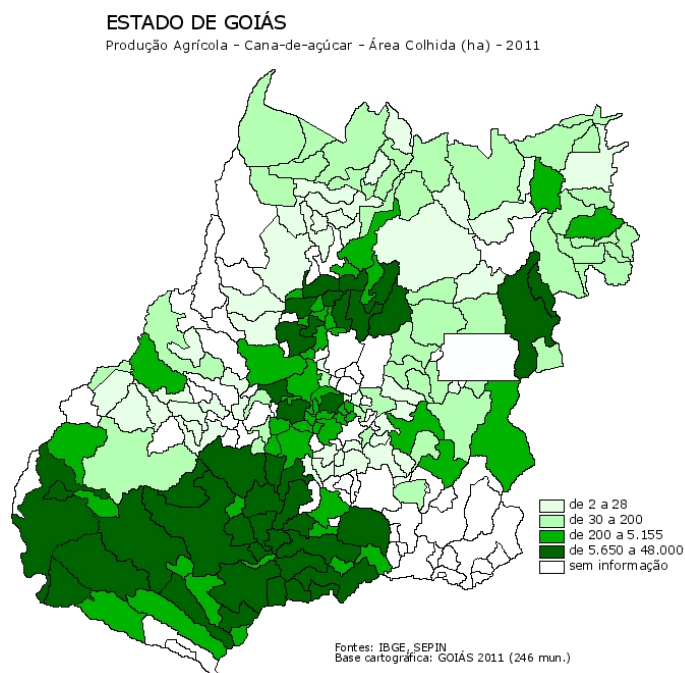 ESTADO DE GOIÁS
Produção Agrícola - Cana-de-açúcar - Área Colhida (ha) - 2011
de 2 a 28
de 30 a 200
de 200 a 5.155
de 5.650 a 48.000
sem informação
Fontes: IBGE, SEPIN
Base cartográfica: GOIÁS 2011 (246 mun.)